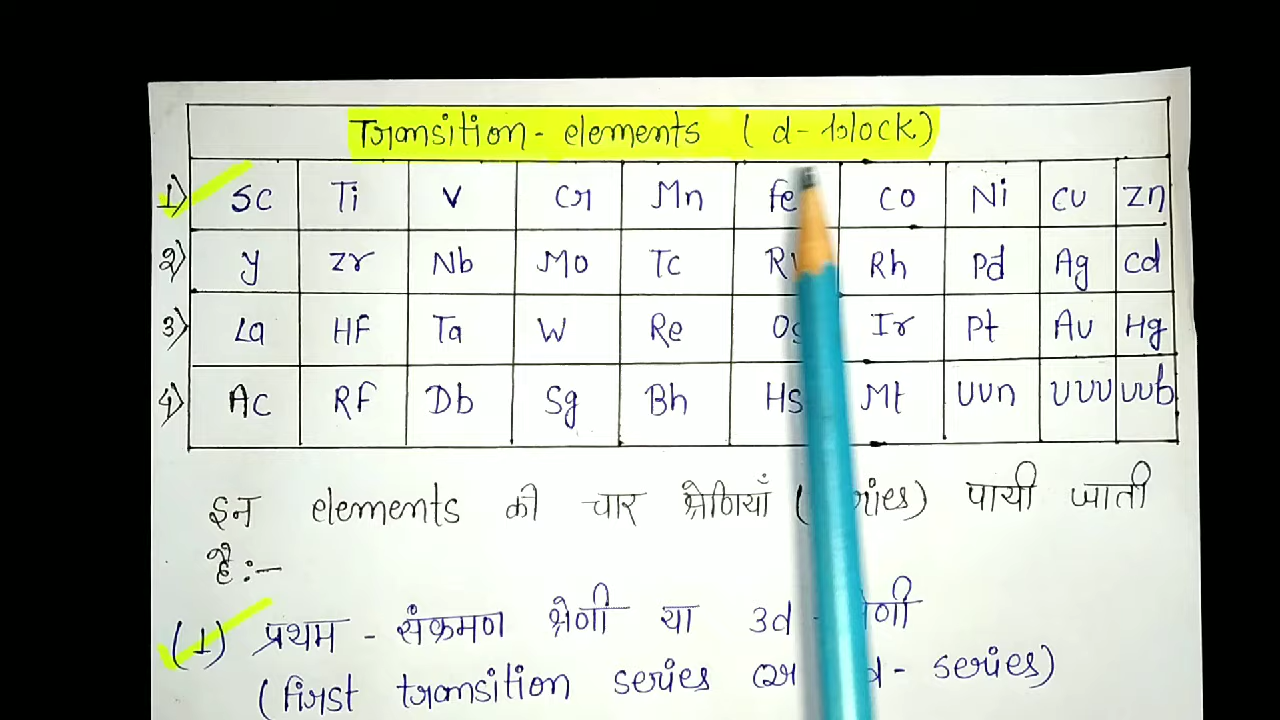 Transition- elements (d-block)
1) Sc Ti V Cr Mn Fe Co Ni Cu Zn
2) Y Zr Nb Mo Tc Rh Pd Ag Cd
3) La HF Ta W Re Os Ir Pt Au Hg
4) Ac RF Db Sg Bh Hs Mt Uun Uuu Uub
इन elements की चार श्रेणियाँ पायी जाती
है :-
(1) प्रथम - संक्रमण श्रेणी या 3d -
(first transition series or - series)